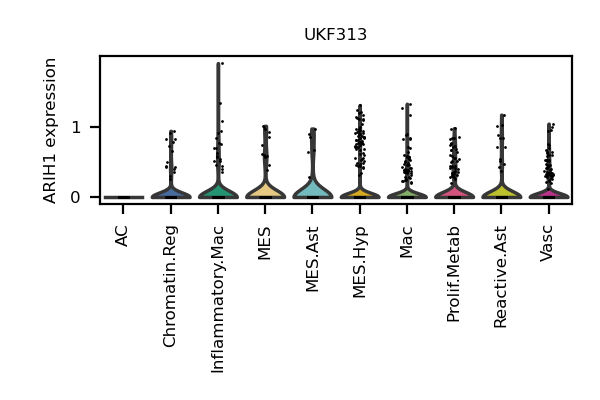 UKF313
ARIH1 expression
1
0
AC
Chromatin.Reg
Inflammatory.Mac
MES
MES.Ast
MES.Hyp
Mac
Prolif.Metab
Reactive.Ast
Vasc